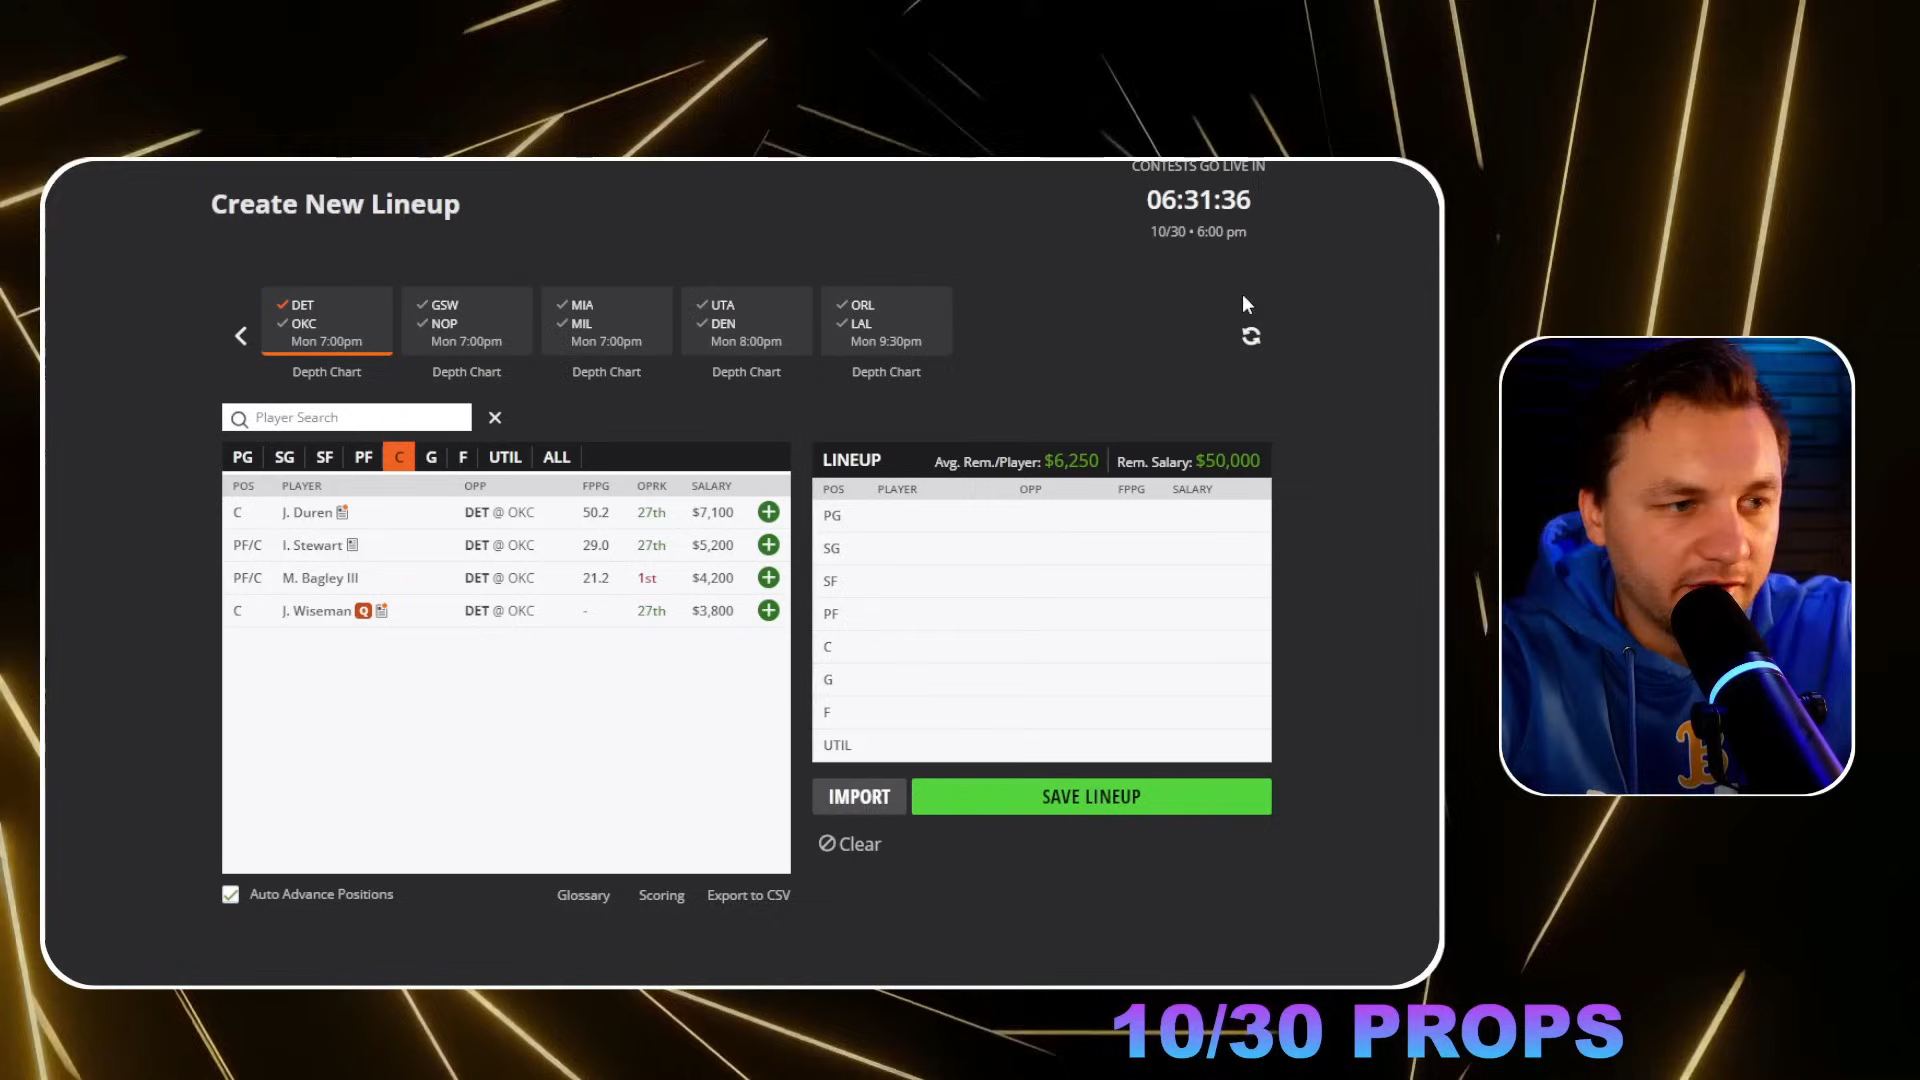 CONTESTS GO LIVE IN
Create New Lineup
06:31:36
10/30 • 6:00 pm
DET
OKC
Mon 7:00pm
Depth Chart
GSW
NOP
Mon 7:00pm
Depth Chart
MIA
MIL
Mon 7:00pm
Depth Chart
UTA
DEN
Mon 8:00pm
Depth Chart
ORL
LAL
Mon 9:30pm
Depth Chart
Player Search
PG SG SF PF C G F UTIL ALL
POS PLAYER OPP FPPG OPRK SALARY
C J. Duren DET @ OKC 50.2 27th $7,100
PF/C I. Stewart DET @ OKC 29.0 27th $5,200
PF/C M. Bagley III DET @ OKC 21.2 1st $4,200
C J. Wiseman Q DET @ OKC - 27th $3,800
Auto Advance Positions
Glossary Scoring Export to CSV
LINEUP Avg. Rem./Player: $6,250 Rem. Salary: $50,000
POS PLAYER OPP FPPG SALARY
PG
SG
SF
PF
C
G
F
UTIL
IMPORT SAVE LINEUP
Clear
B
10/30 PROPS